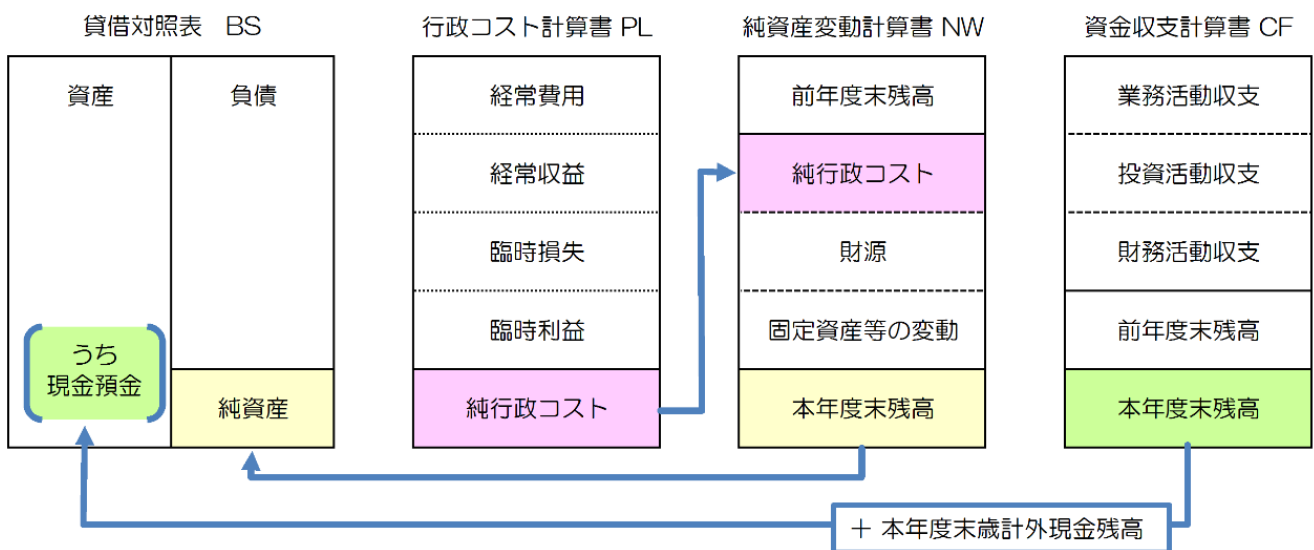 貸借対照表　BS
資産
負債
うち
現金預金
純資産
行政コスト計算書 PL
経常費用
経常収益
臨時損失
臨時利益
純行政コスト
純資産変動計算書 NW
前年度末残高
純行政コスト
財源
固定資産等の変動
本年度末残高
資金収支計算書 CF
業務活動収支
投資活動収支
財務活動収支
前年度末残高
本年度末残高
＋ 本年度末歳計外現金残高